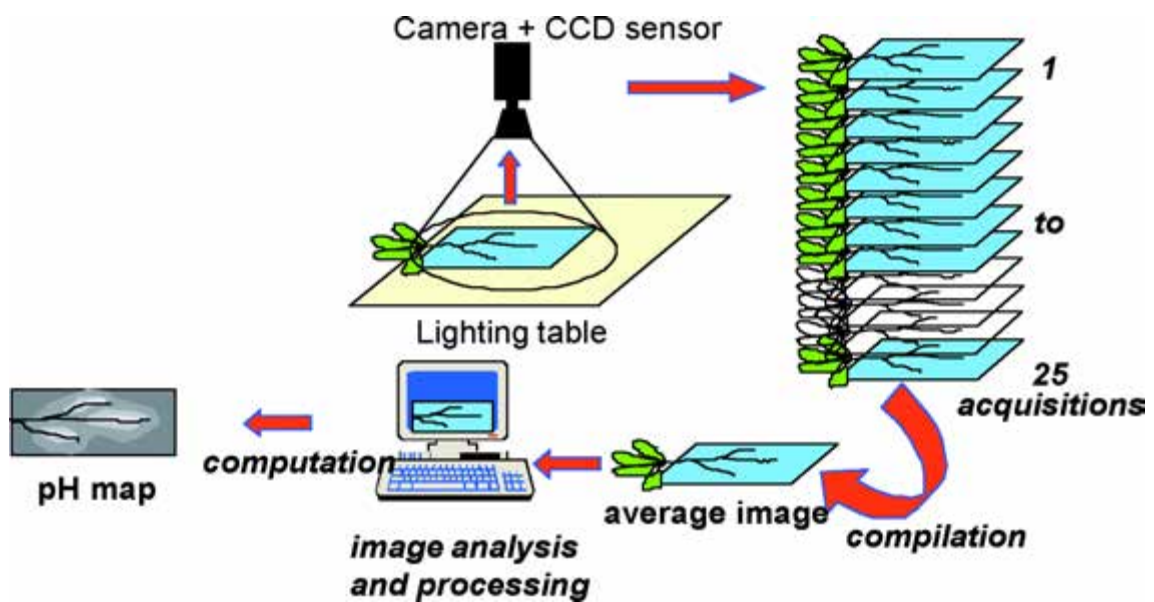 Camera + CCD sensor
1
to
25
acquisitions
Lighting table
compilation
average image
image analysis
and processing
computation
pH map